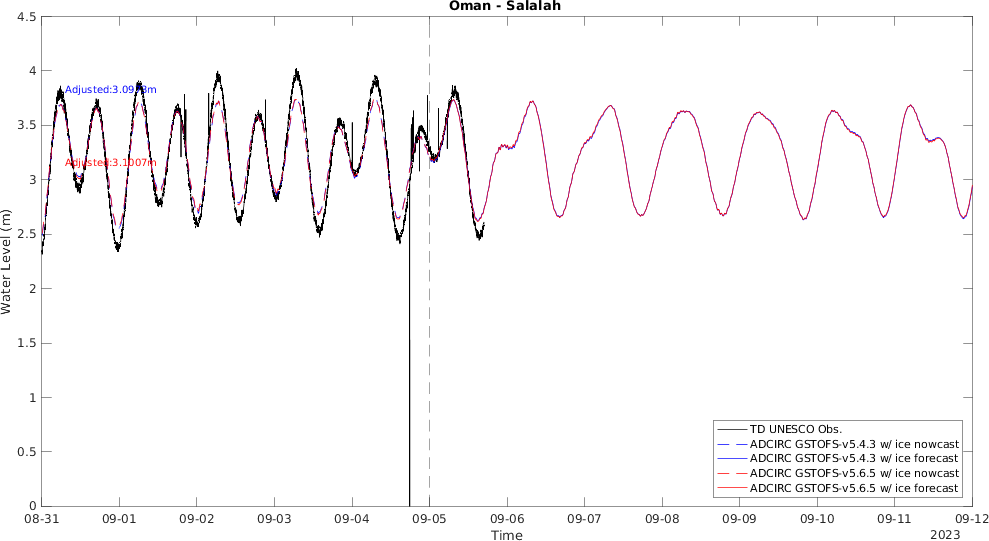 Oman - Salalah
Water Level (m)
4.5
4
3.5
3
2.5
2
1.5
1
0.5
0
Adjusted:3.1007m
TD UNESCO Obs.
ADCIRC GSTOFS-v5.4.3 w/ ice nowcast
ADCIRC GSTOFS-v5.4.3 w/ ice forecast
ADCIRC GSTOFS-v5.6.5 w/ ice nowcast
ADCIRC GSTOFS-v5.6.5 w/ ice forecast
08-31 09-01 09-02 09-03 09-04 09-05 09-06 09-07 09-08 09-09 09-10 09-11 09-12
Time
2023